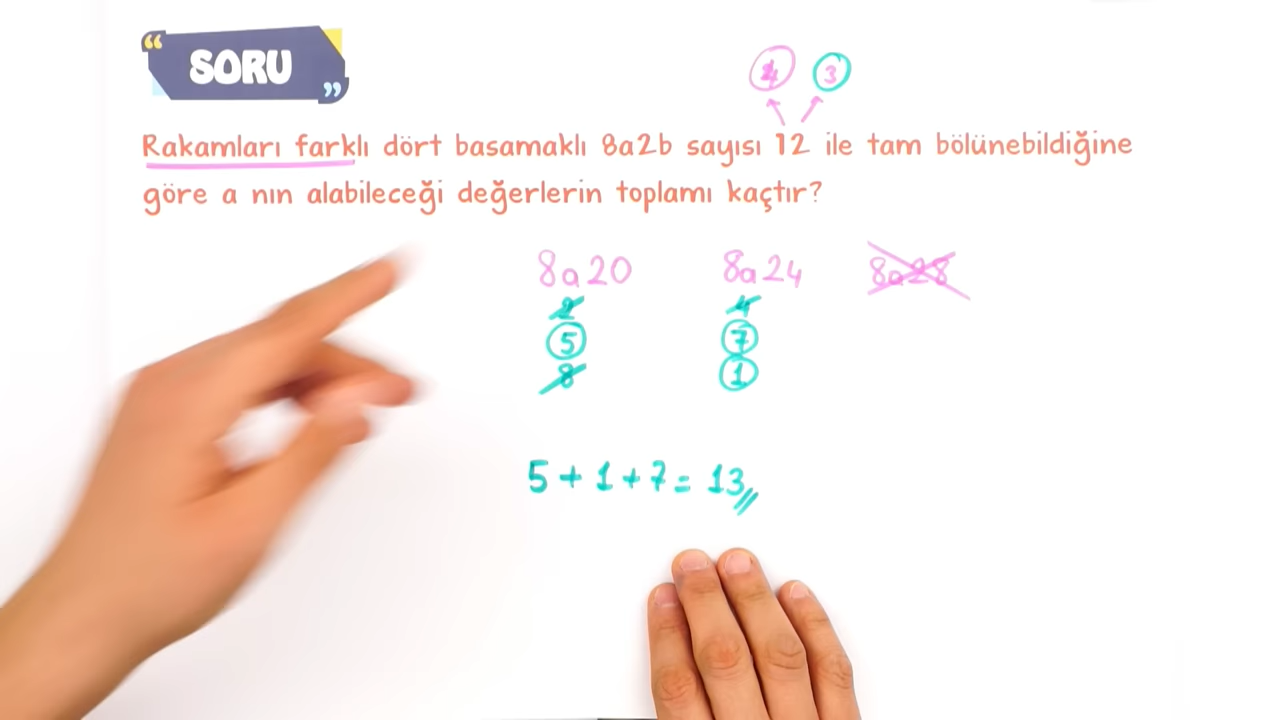 “ SORU ”
4 3
Rakamları farklı dört basamaklı 8a2b sayısı 12 ile tam bölünebildiğine
göre a nın alabileceği değerlerin toplamı kaçtır?
8a20 8a24 8a28
2 4
5 7
8 1
5+1+7=13